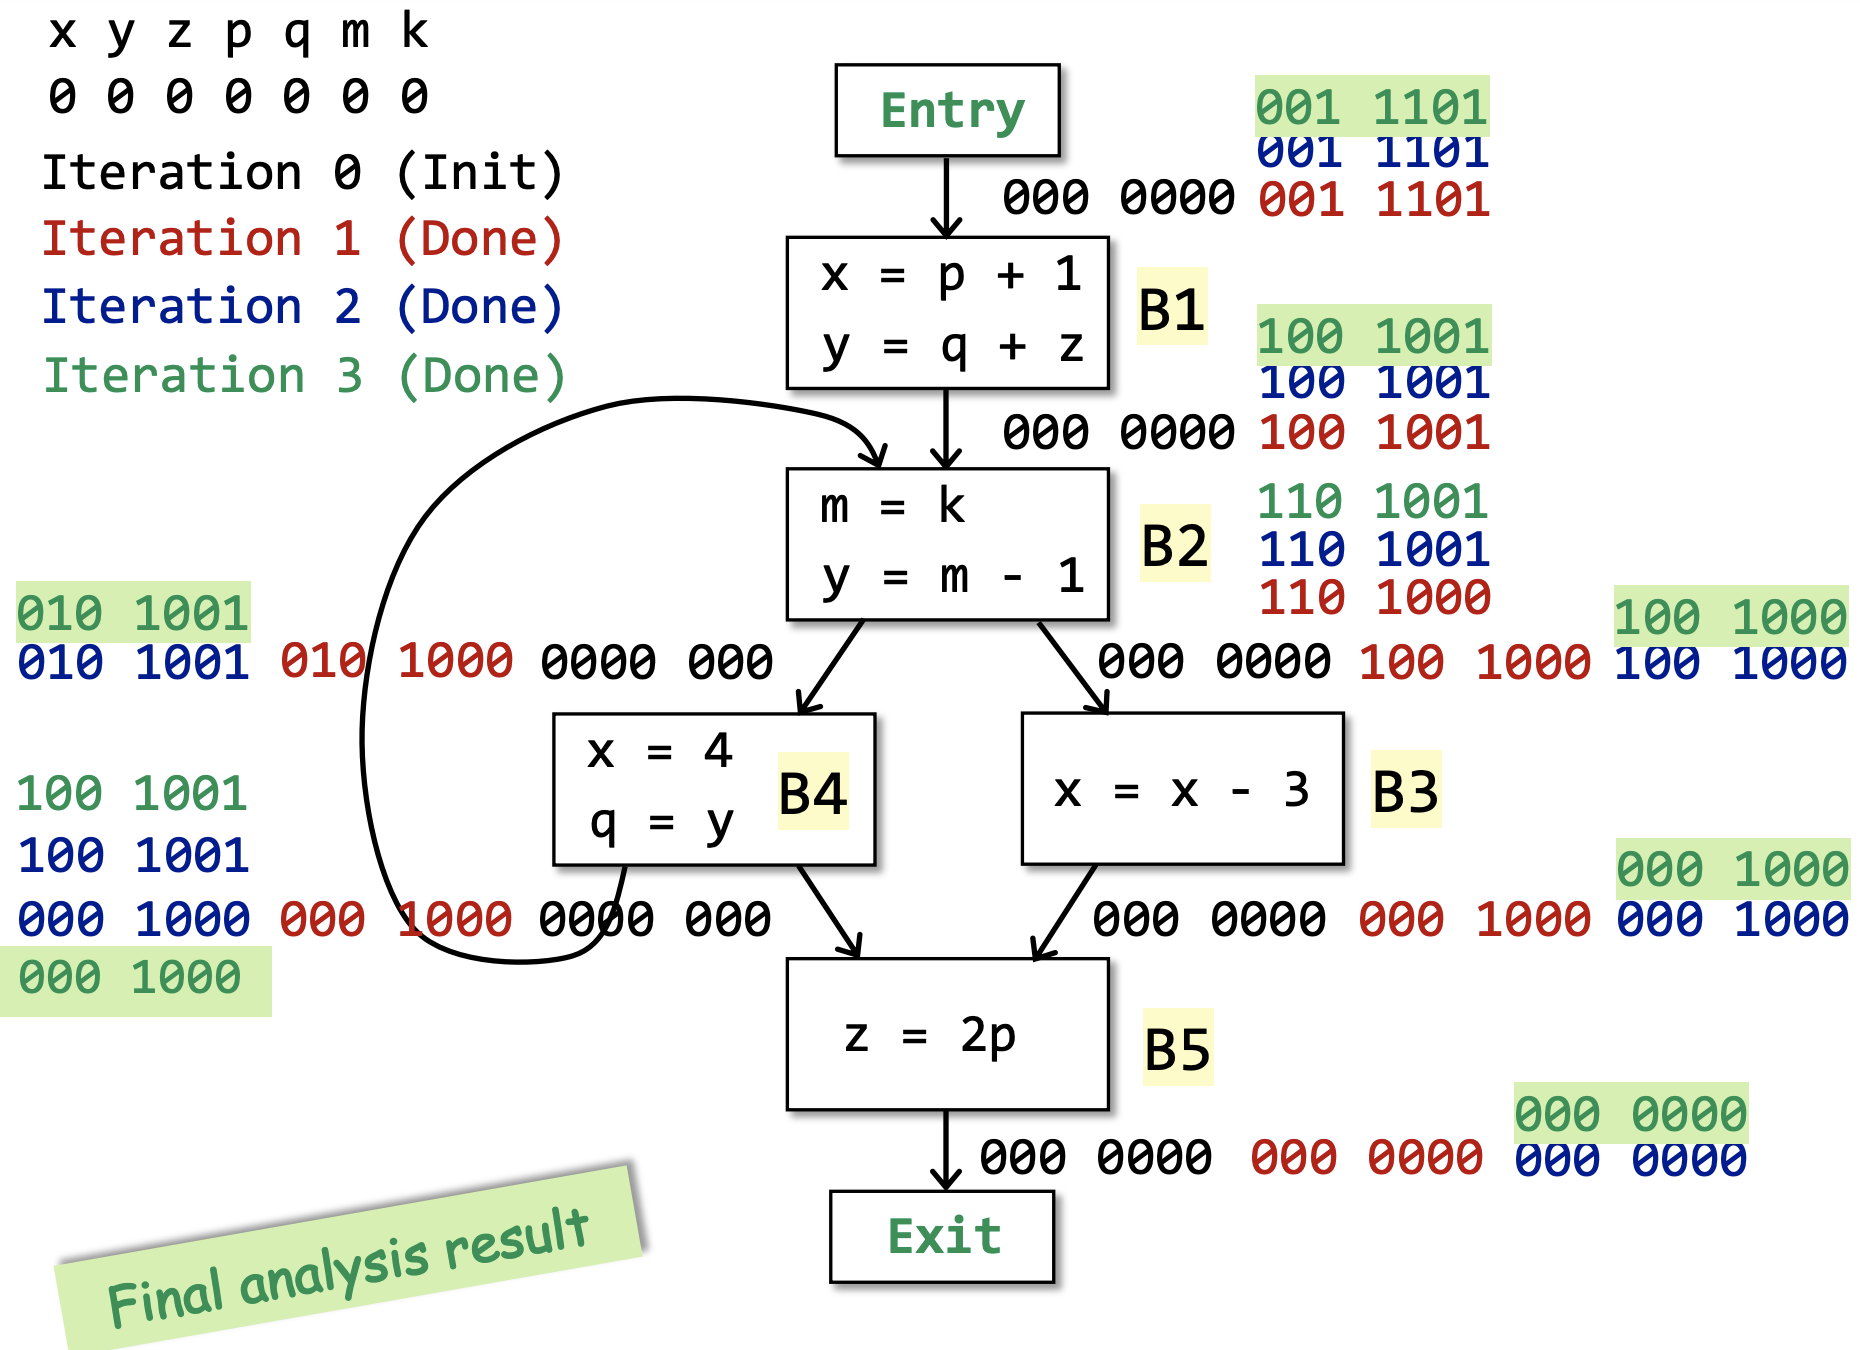 x y z p q m k
0 0 0 0 0 0 0
Iteration 0 (Init)
Iteration 1 (Done)
Iteration 2 (Done)
Iteration 3 (Done)
Entry
001 1101
001 1101
000 0000 001 1101
x = p + 1
y = q + z
B1
100 1001
100 1001
000 0000 100 1001
m = k
y = m - 1
B2
110 1001
110 1001
110 1000
010 1001
010 1001 010 1000 0000 000
100 1000
000 0000 100 1000 100 1000
x = 4
q = y
B4
x = x - 3
B3
100 1001
100 1001
000 1000 000 1000 0000 000
000 1000
000 1000
000 0000 000 1000 000 1000
z = 2p
B5
000 0000
000 0000 000 0000 000 0000
Exit
Final analysis result